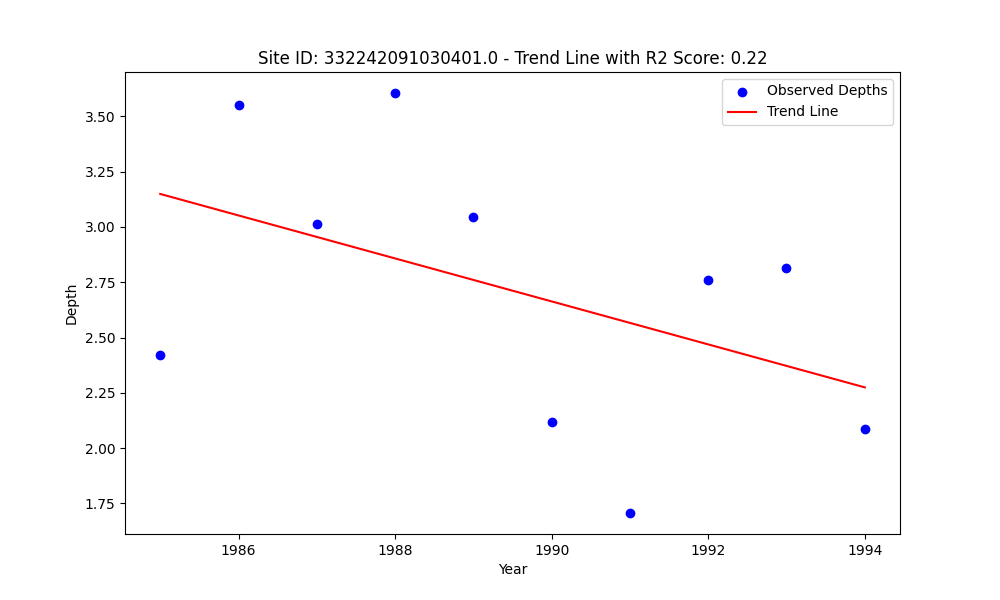 Site ID: 332242091030401.0 - Trend Line with R2 Score: 0.22
Observed Depths
Trend Line
3.50
3.25
3.00
2.75
2.50
2.25
2.00
1.75
Depth
1986
1988
1990
1992
1994
Year